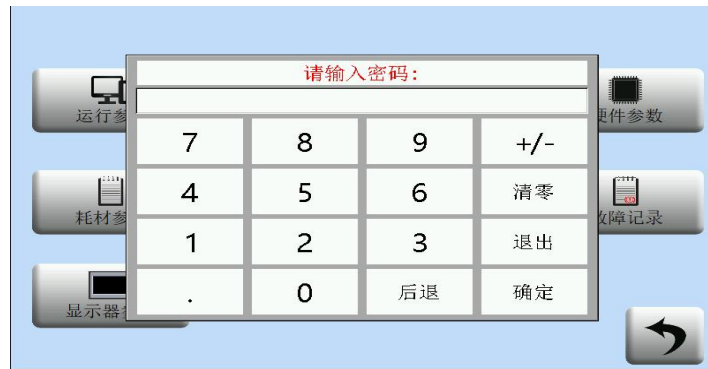 请输入密码:
运行参
硬件参数
7 8 9 +/-
4 5 6 清零
耗材参
故障记录
1 2 3 退出
. 0 后退 确定
显示器